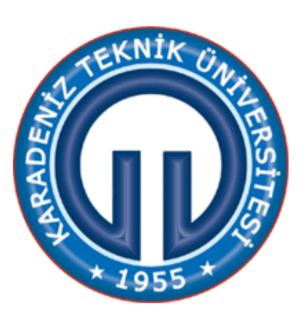 KARADENİZ TEKNİK ÜNİVERSİTESİ
★ 1955 ★